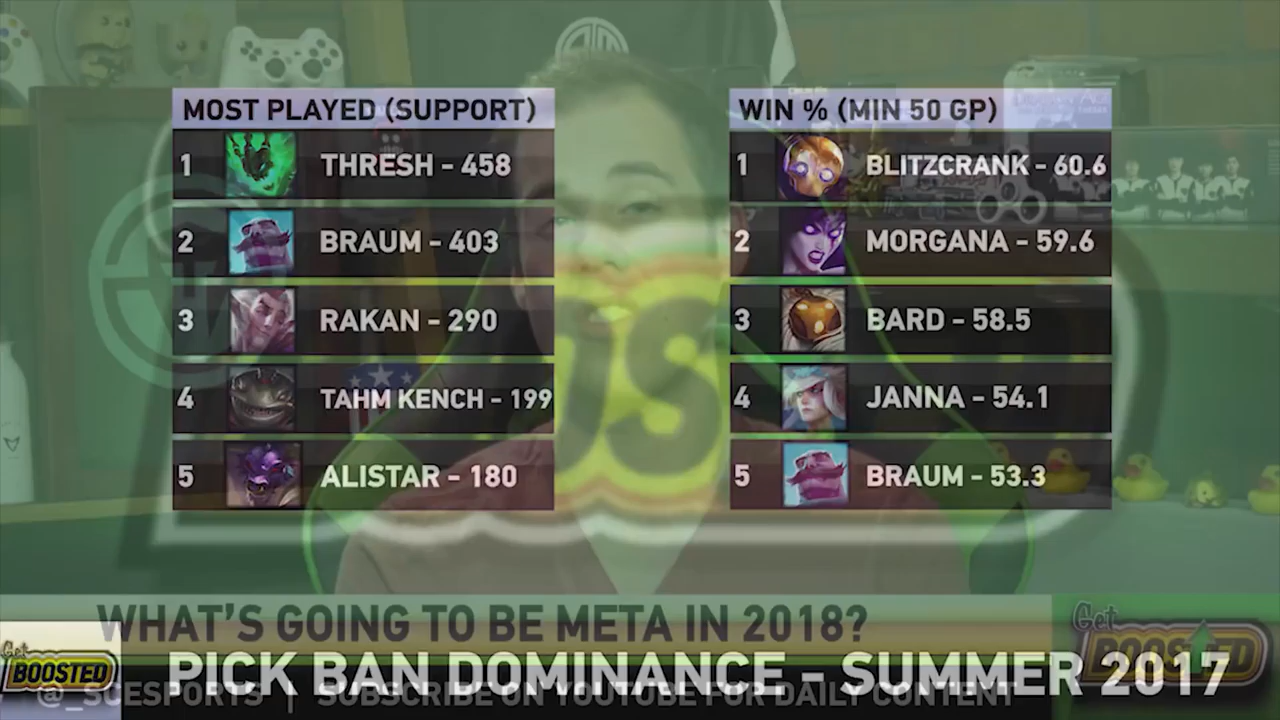 MOST PLAYED (SUPPORT)
1 THRESH - 458
2 BRAUM - 403
3 RAKAN - 290
4 TAHM KENCH - 199
5 ALISTAR - 180
WIN % (MIN 50 GP)
1 BLITZCRANK - 60.6
2 MORGANA - 59.6
3 BARD - 58.5
4 JANNA - 54.1
5 BRAUM - 53.3
WHAT'S GOING TO BE META IN 2018?
Get
BOOSTED
Get
BOOSTED
PICK BAN DOMINANCE - SUMMER 2017
@_SCESPORTS | SUBSCRIBE ON YOUTUBE FOR DAILY CONTENT